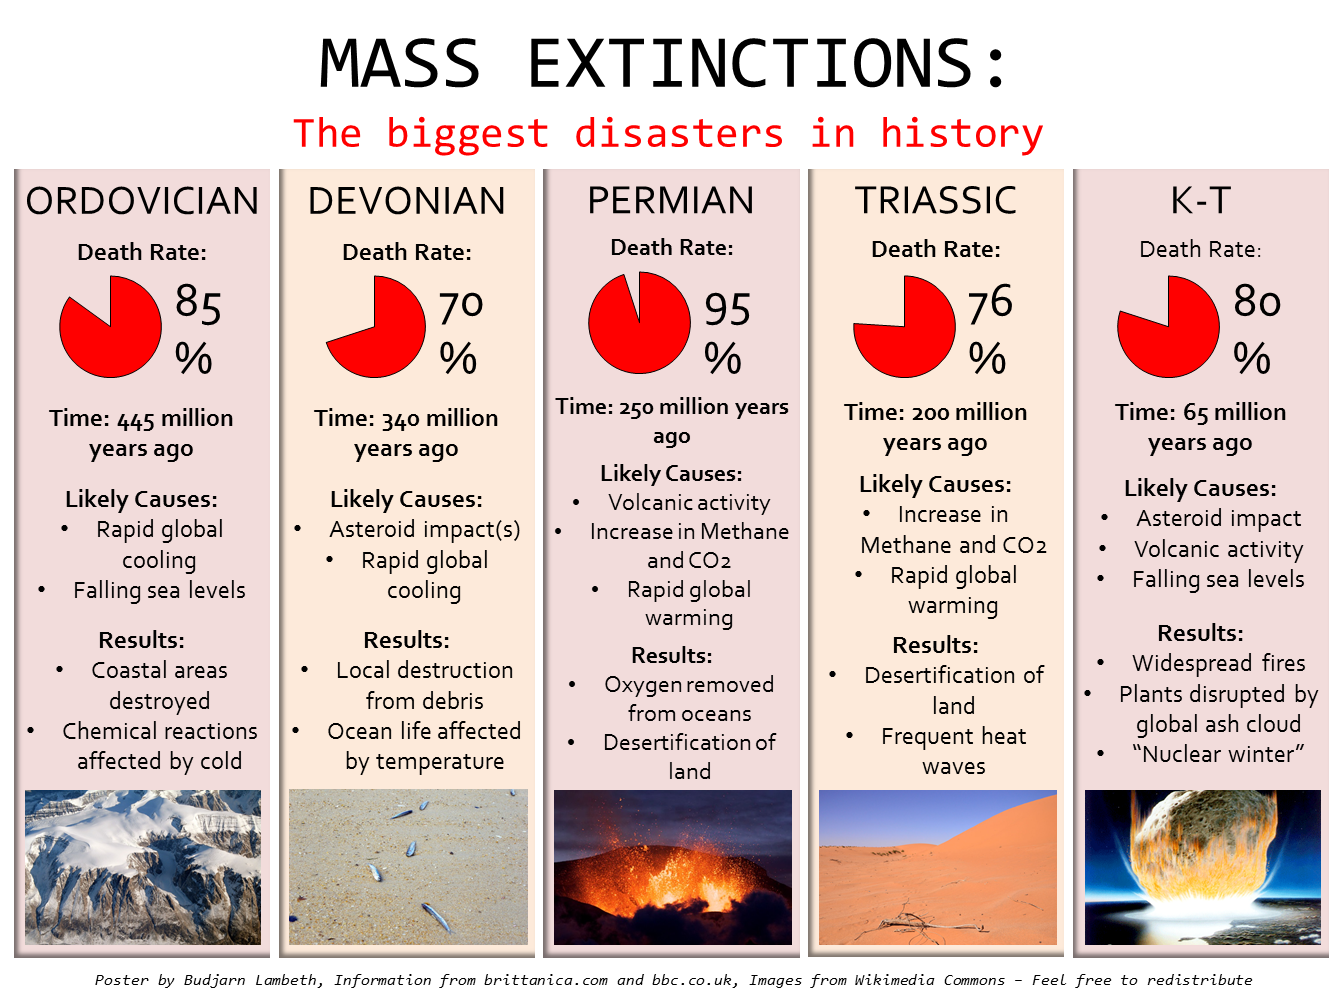 MASS EXTINCTIONS:
The biggest disasters in history
ORDOVICIAN
Death Rate:
85
%
Time: 445 million
years ago
Likely Causes:
• Rapid global
cooling
• Falling sea levels
Results:
• Coastal areas
destroyed
• Chemical reactions
affected by cold
DEVONIAN
Death Rate:
70
%
Time: 340 million
years ago
Likely Causes:
• Asteroid impact(s)
• Rapid global
cooling
Results:
• Local destruction
from debris
• Ocean life affected
by temperature
PERMIAN
Death Rate:
95
%
Time: 250 million years
ago
Likely Causes:
• Volcanic activity
• Increase in Methane
and CO2
• Rapid global
warming
Results:
• Oxygen removed
from oceans
• Desertification of
land
TRIASSIC
Death Rate:
76
%
Time: 200 million
years ago
Likely Causes:
• Increase in
Methane and CO2
• Rapid global
warming
Results:
• Desertification of
land
• Frequent heat
waves
K-T
Death Rate:
80
%
Time: 65 million
years ago
Likely Causes:
• Asteroid impact
• Volcanic activity
• Falling sea levels
Results:
• Widespread fires
• Plants disrupted by
global ash cloud
• “Nuclear winter”
Poster by Budjarn Lambeth, Information from brittanica.com and bbc.co.uk, Images from Wikimedia Commons – Feel free to redistribute